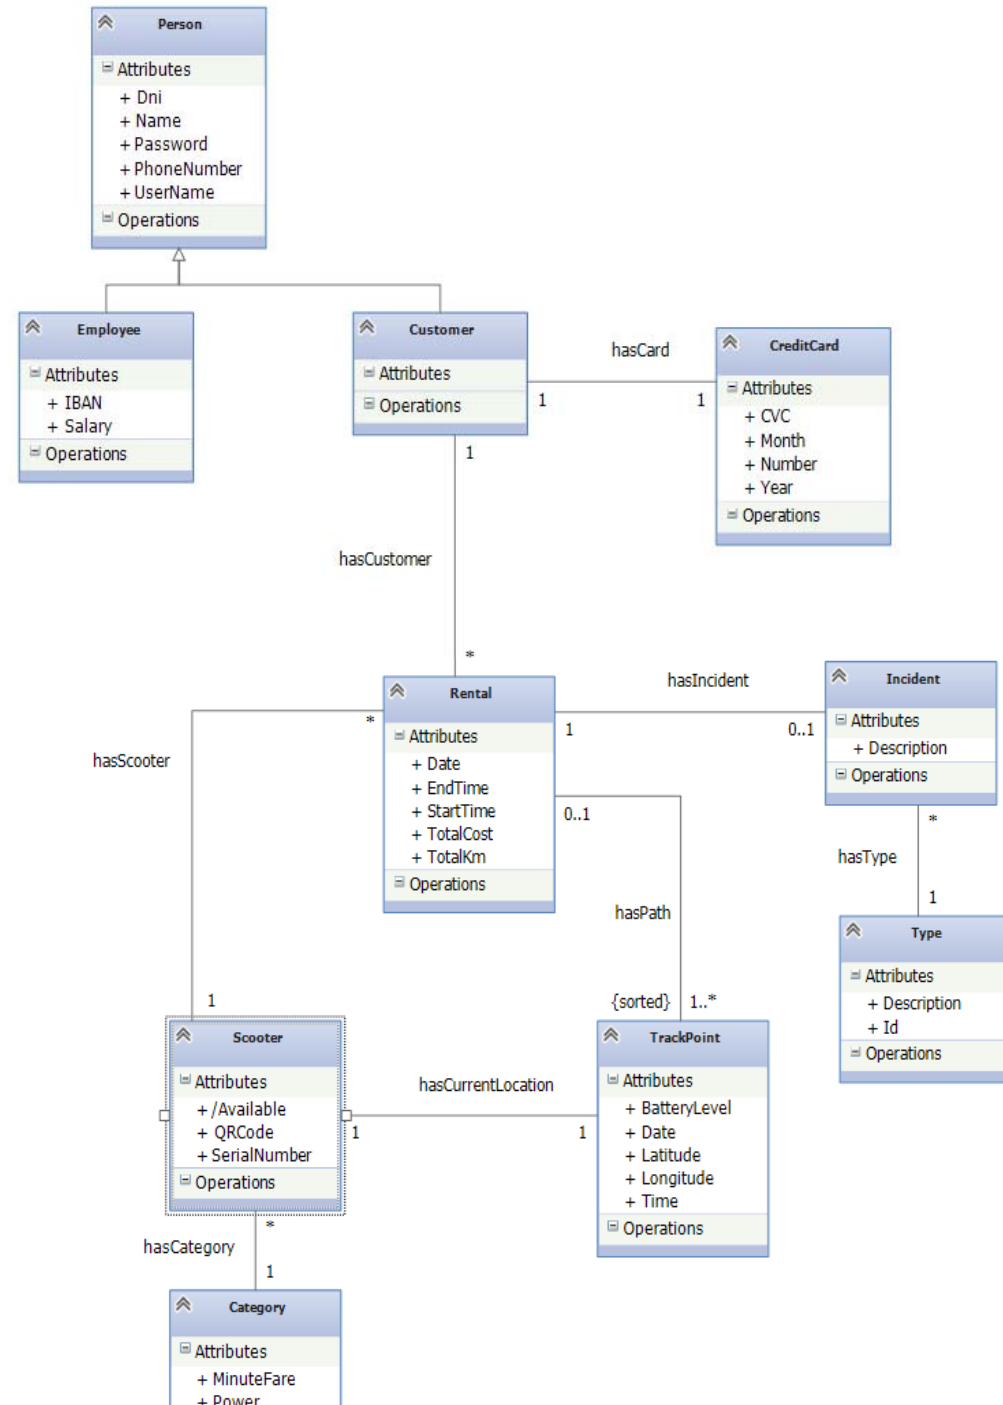 Person
Attributes
+ Dni
+ Name
+ Password
+ PhoneNumber
+ UserName
Operations
Employee
Attributes
+ IBAN
+ Salary
Operations
Customer
Attributes
Operations
hasCard
1
1
CreditCard
Attributes
+ CVC
+ Month
+ Number
+ Year
Operations
1
hasCustomer
*
Rental
Attributes
+ Date
+ EndTime
+ StartTime
+ TotalCost
+ TotalKm
Operations
hasIncident
1
0..1
Incident
Attributes
+ Description
Operations
*
hasType
1
Type
Attributes
+ Description
+ Id
Operations
*
hasScooter
1
0..1
hasPath
{sorted}
1..*
Scooter
Attributes
+ /Available
+ QRCode
+ SerialNumber
Operations
hasCurrentLocation
1
1
TrackPoint
Attributes
+ BatteryLevel
+ Date
+ Latitude
+ Longitude
+ Time
Operations
*
hasCategory
1
Category
Attributes
+ MinuteFare
+ Power